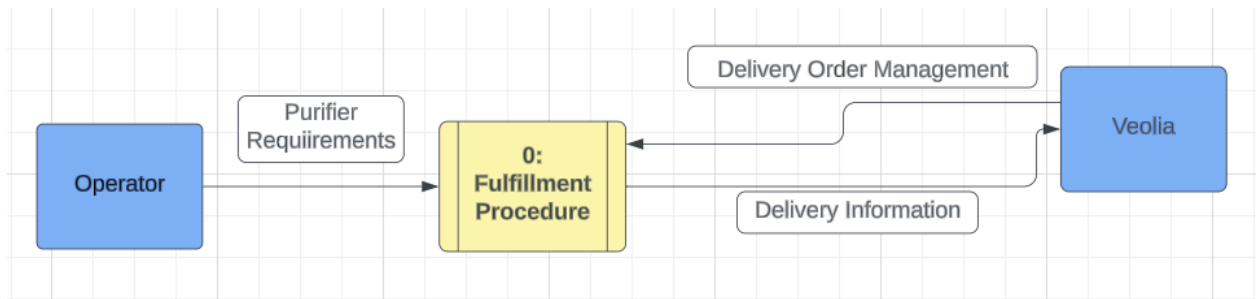 Delivery Order Management
Purifier
Requiirements
Veolia
Operator
0:
Fulfillment
Procedure
Delivery Information